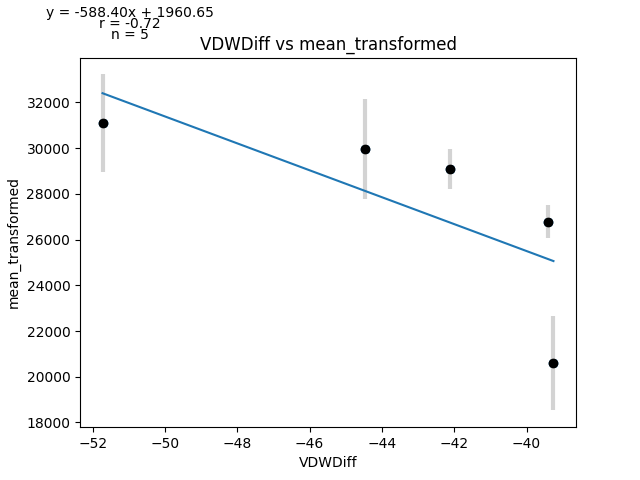 y = -588.40x + 1960.65
r = -0.72
n = 5
VDWDiff vs mean_transformed
mean_transformed
32000
30000
28000
26000
24000
22000
20000
18000
−52
−50
−48
−46
−44
−42
−40
VDWDiff